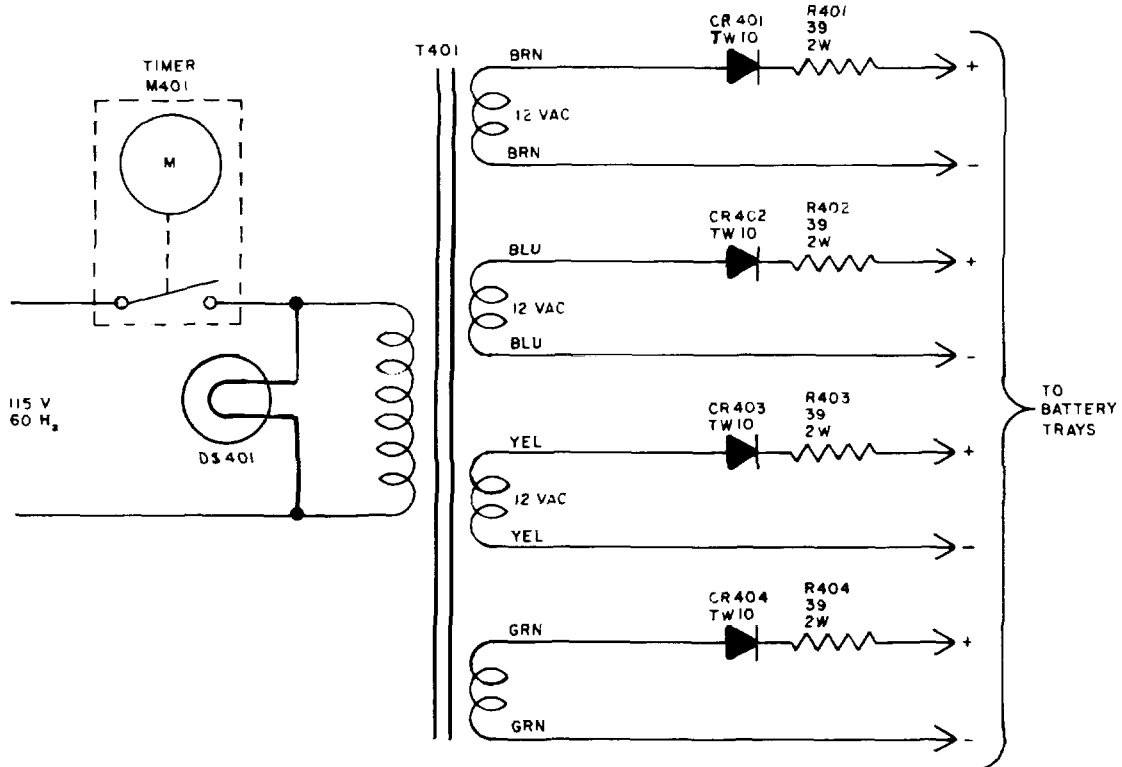 TIMER
M401
M
115 V
60 Hz
DS401
T401
BRN
12 VAC
BRN
CR401
TW10
R401
39
2W
+
-
BLU
12 VAC
BLU
CR402
TW10
R402
39
2W
+
-
YEL
12 VAC
YEL
CR403
TW10
R403
39
2W
+
-
GRN
GRN
CR404
TW10
R404
39
2W
+
-
TO
BATTERY
TRAYS